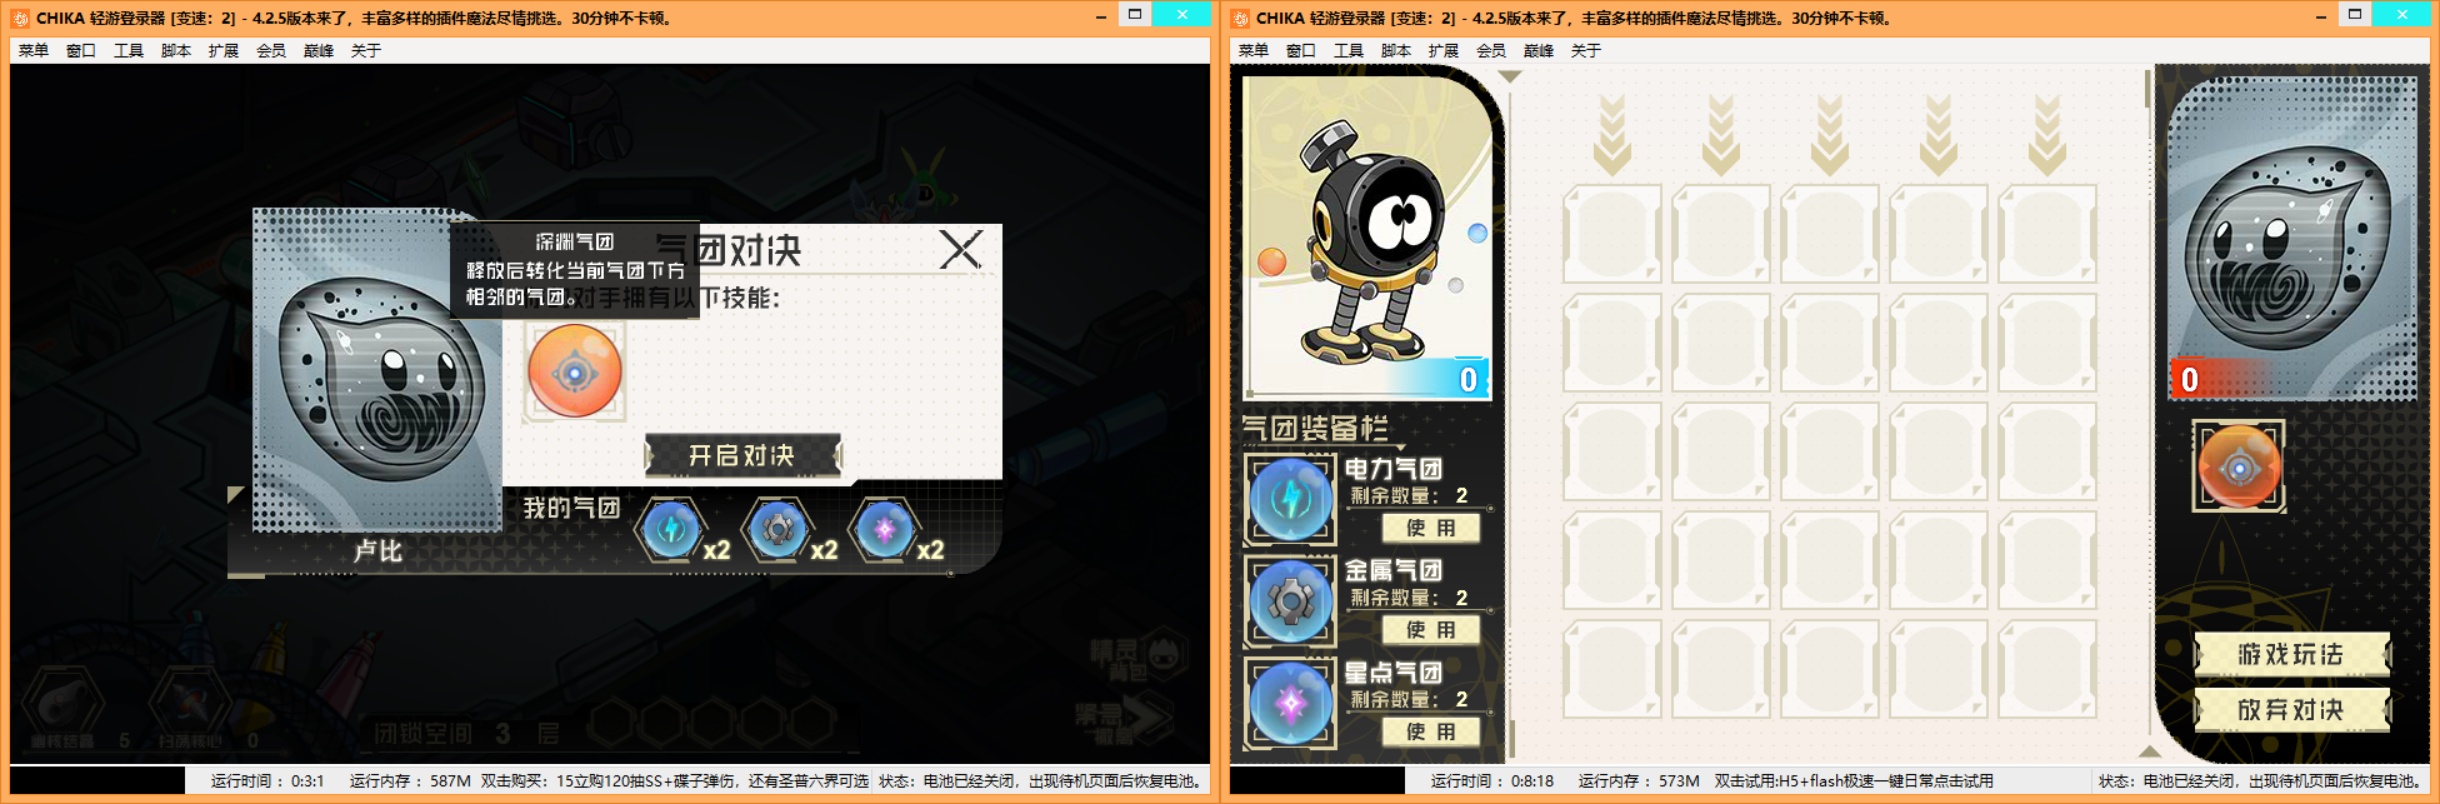 CHIKA 轻游登录器 [变速：2] - 4.2.5版本来了，丰富多样的插件魔法尽情挑选。30分钟不卡顿。
菜单 窗口 工具 脚本 扩展 会员 巅峰 关于
深渊气团
释放后转化当前气团下方
相邻的气团。
气团对决
对手拥有以下技能：
开启对决
我的气团
x2 x2 x2
卢比
精灵
背包
紧急
撤离
5
0
闭锁空间 3 层
运行时间：0:3:1 运行内存：587M 双击购买：15立购120抽SS+碟子弹伤，还有圣普六界可选 状态：电池已经关闭，出现待机页面后恢复电池。
CHIKA 轻游登录器 [变速：2] - 4.2.5版本来了，丰富多样的插件魔法尽情挑选。30分钟不卡顿。
菜单 窗口 工具 脚本 扩展 会员 巅峰 关于
0
0
气团装备栏
电力气团
剩余数量：2
使用
金属气团
剩余数量：2
使用
星点气团
剩余数量：2
使用
游戏玩法
放弃对决
运行时间：0:8:18 运行内存：573M 双击试用:H5+flash极速一键日常点击试用 状态：电池已经关闭，出现待机页面后恢复电池。